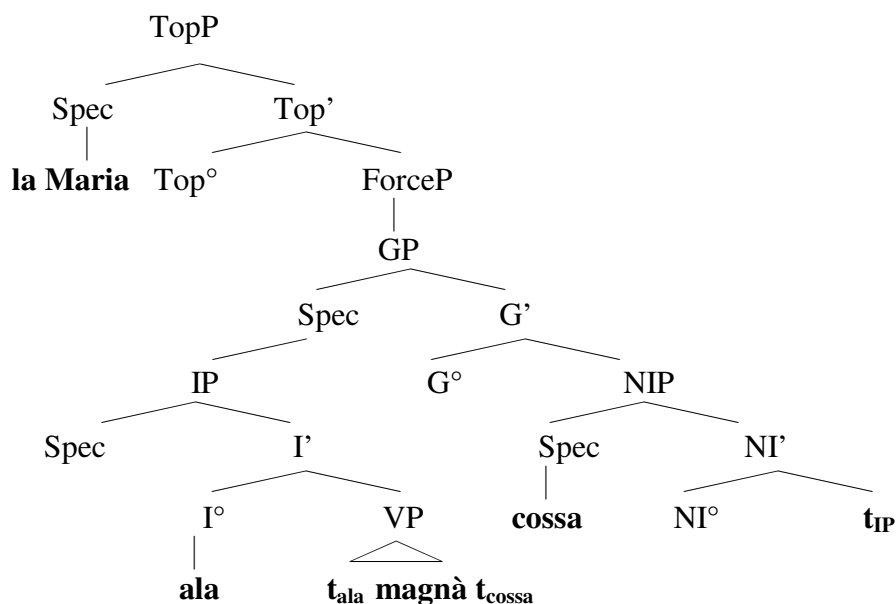 TopP
Spec Top’
la Maria Top° ForceP
GP
Spec G’
IP G° NIP
Spec I’ Spec NI’
I° VP cossa NI° tIP
ala tala magnà tcossa